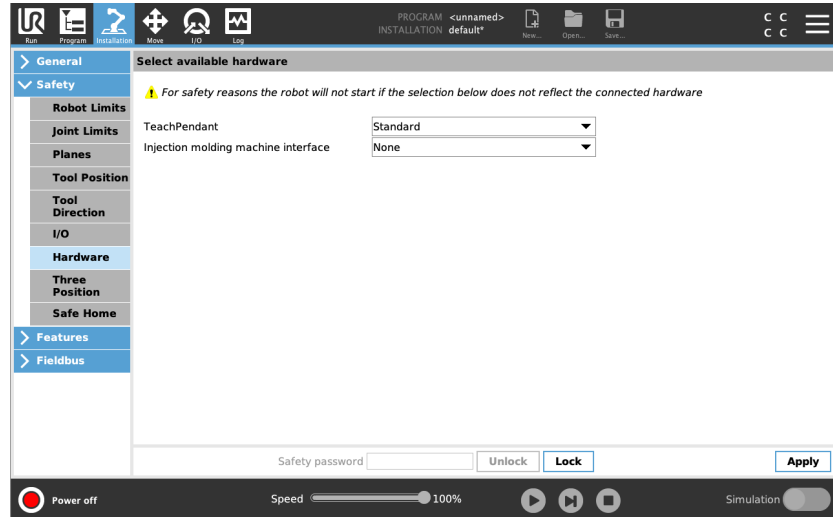 UR
Run
Program
Installation
Move
I/O
Log
PROGRAM <unnamed>
INSTALLATION default*
New...
Open...
Save...
C C
C C
General
Safety
Robot Limits
Joint Limits
Planes
Tool Position
Tool
Direction
I/O
Hardware
Three
Position
Safe Home
Features
Fieldbus
Select available hardware
For safety reasons the robot will not start if the selection below does not reflect the connected hardware
TeachPendant Standard
Injection molding machine interface None
Safety password Unlock Lock Apply
Power off Speed 100% Simulation